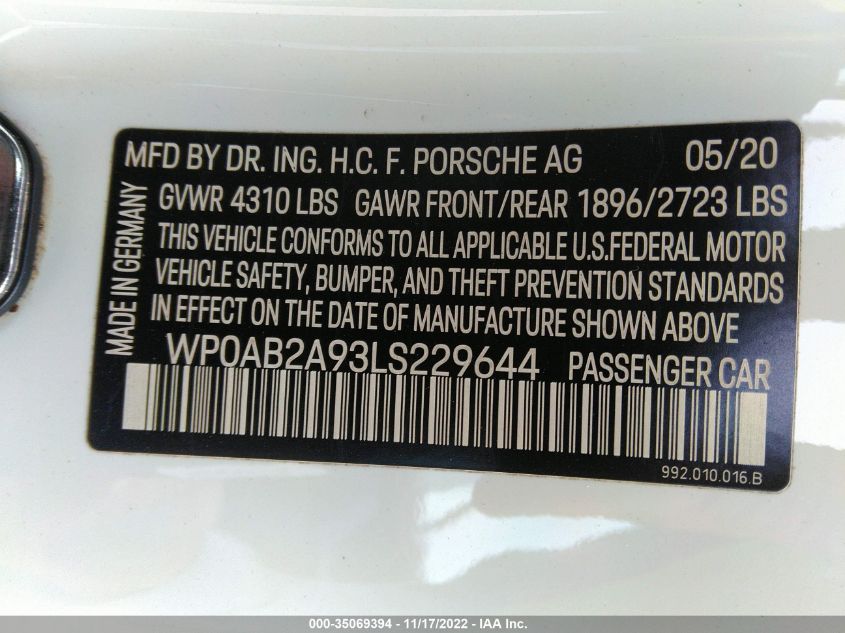 MFD BY DR. ING. H.C. F. PORSCHE AG 05/20
GVWR 4310 LBS GAWR FRONT/REAR 1896/2723 LBS
THIS VEHICLE CONFORMS TO ALL APPLICABLE U.S.FEDERAL MOTOR
VEHICLE SAFETY, BUMPER, AND THEFT PREVENTION STANDARDS
IN EFFECT ON THE DATE OF MANUFACTURE SHOWN ABOVE
MADE IN GERMANY
WP0AB2A93LS229644 PASSENGER CAR
992.010.016.B
000-35069394 - 11/17/2022 - IAA Inc.